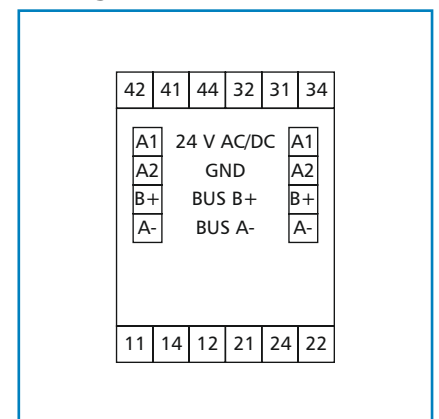 42 41 44 32 31 34
A1 24 V AC/DC A1
A2 GND A2
B+ BUS B+ B+
A- BUS A- A-
11 14 12 21 24 22